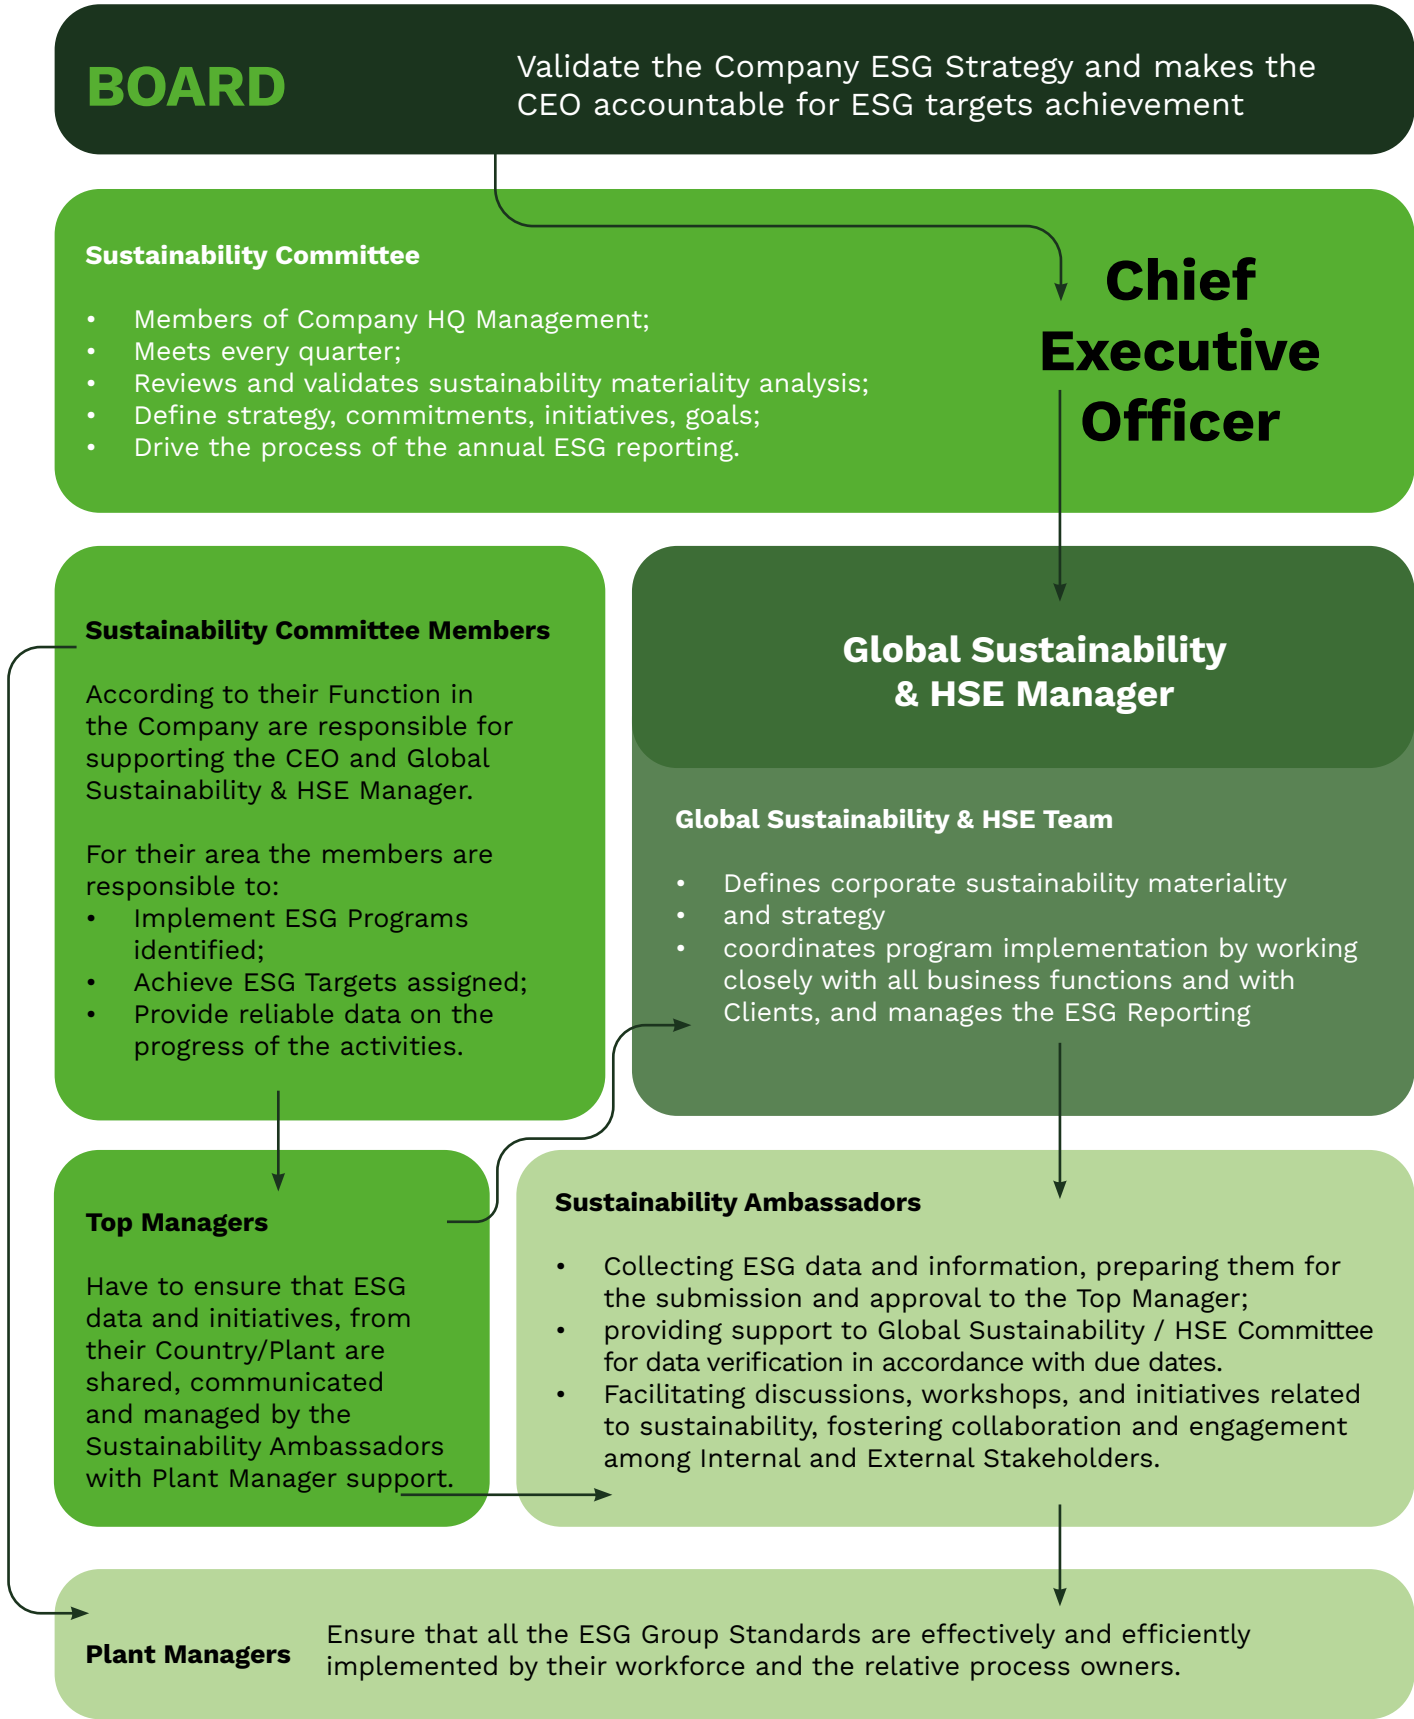 BOARD
Validate the Company ESG Strategy and makes the
CEO accountable for ESG targets achievement
Sustainability Committee
• Members of Company HQ Management;
• Meets every quarter;
• Reviews and validates sustainability materiality analysis;
• Define strategy, commitments, initiatives, goals;
• Drive the process of the annual ESG reporting.
Chief
Executive
Officer
Sustainability Committee Members
According to their Function in
the Company are responsible for
supporting the CEO and Global
Sustainability & HSE Manager.
For their area the members are
responsible to:
• Implement ESG Programs
identified;
• Achieve ESG Targets assigned;
• Provide reliable data on the
progress of the activities.
Global Sustainability
& HSE Manager
Global Sustainability & HSE Team
• Defines corporate sustainability materiality
• and strategy
• coordinates program implementation by working
closely with all business functions and with
Clients, and manages the ESG Reporting
Top Managers
Have to ensure that ESG
data and initiatives, from
their Country/Plant are
shared, communicated
and managed by the
Sustainability Ambassadors
with Plant Manager support.
Sustainability Ambassadors
• Collecting ESG data and information, preparing them for
the submission and approval to the Top Manager;
• providing support to Global Sustainability / HSE Committee
for data verification in accordance with due dates.
• Facilitating discussions, workshops, and initiatives related
to sustainability, fostering collaboration and engagement
among Internal and External Stakeholders.
Plant Managers
Ensure that all the ESG Group Standards are effectively and efficiently
implemented by their workforce and the relative process owners.